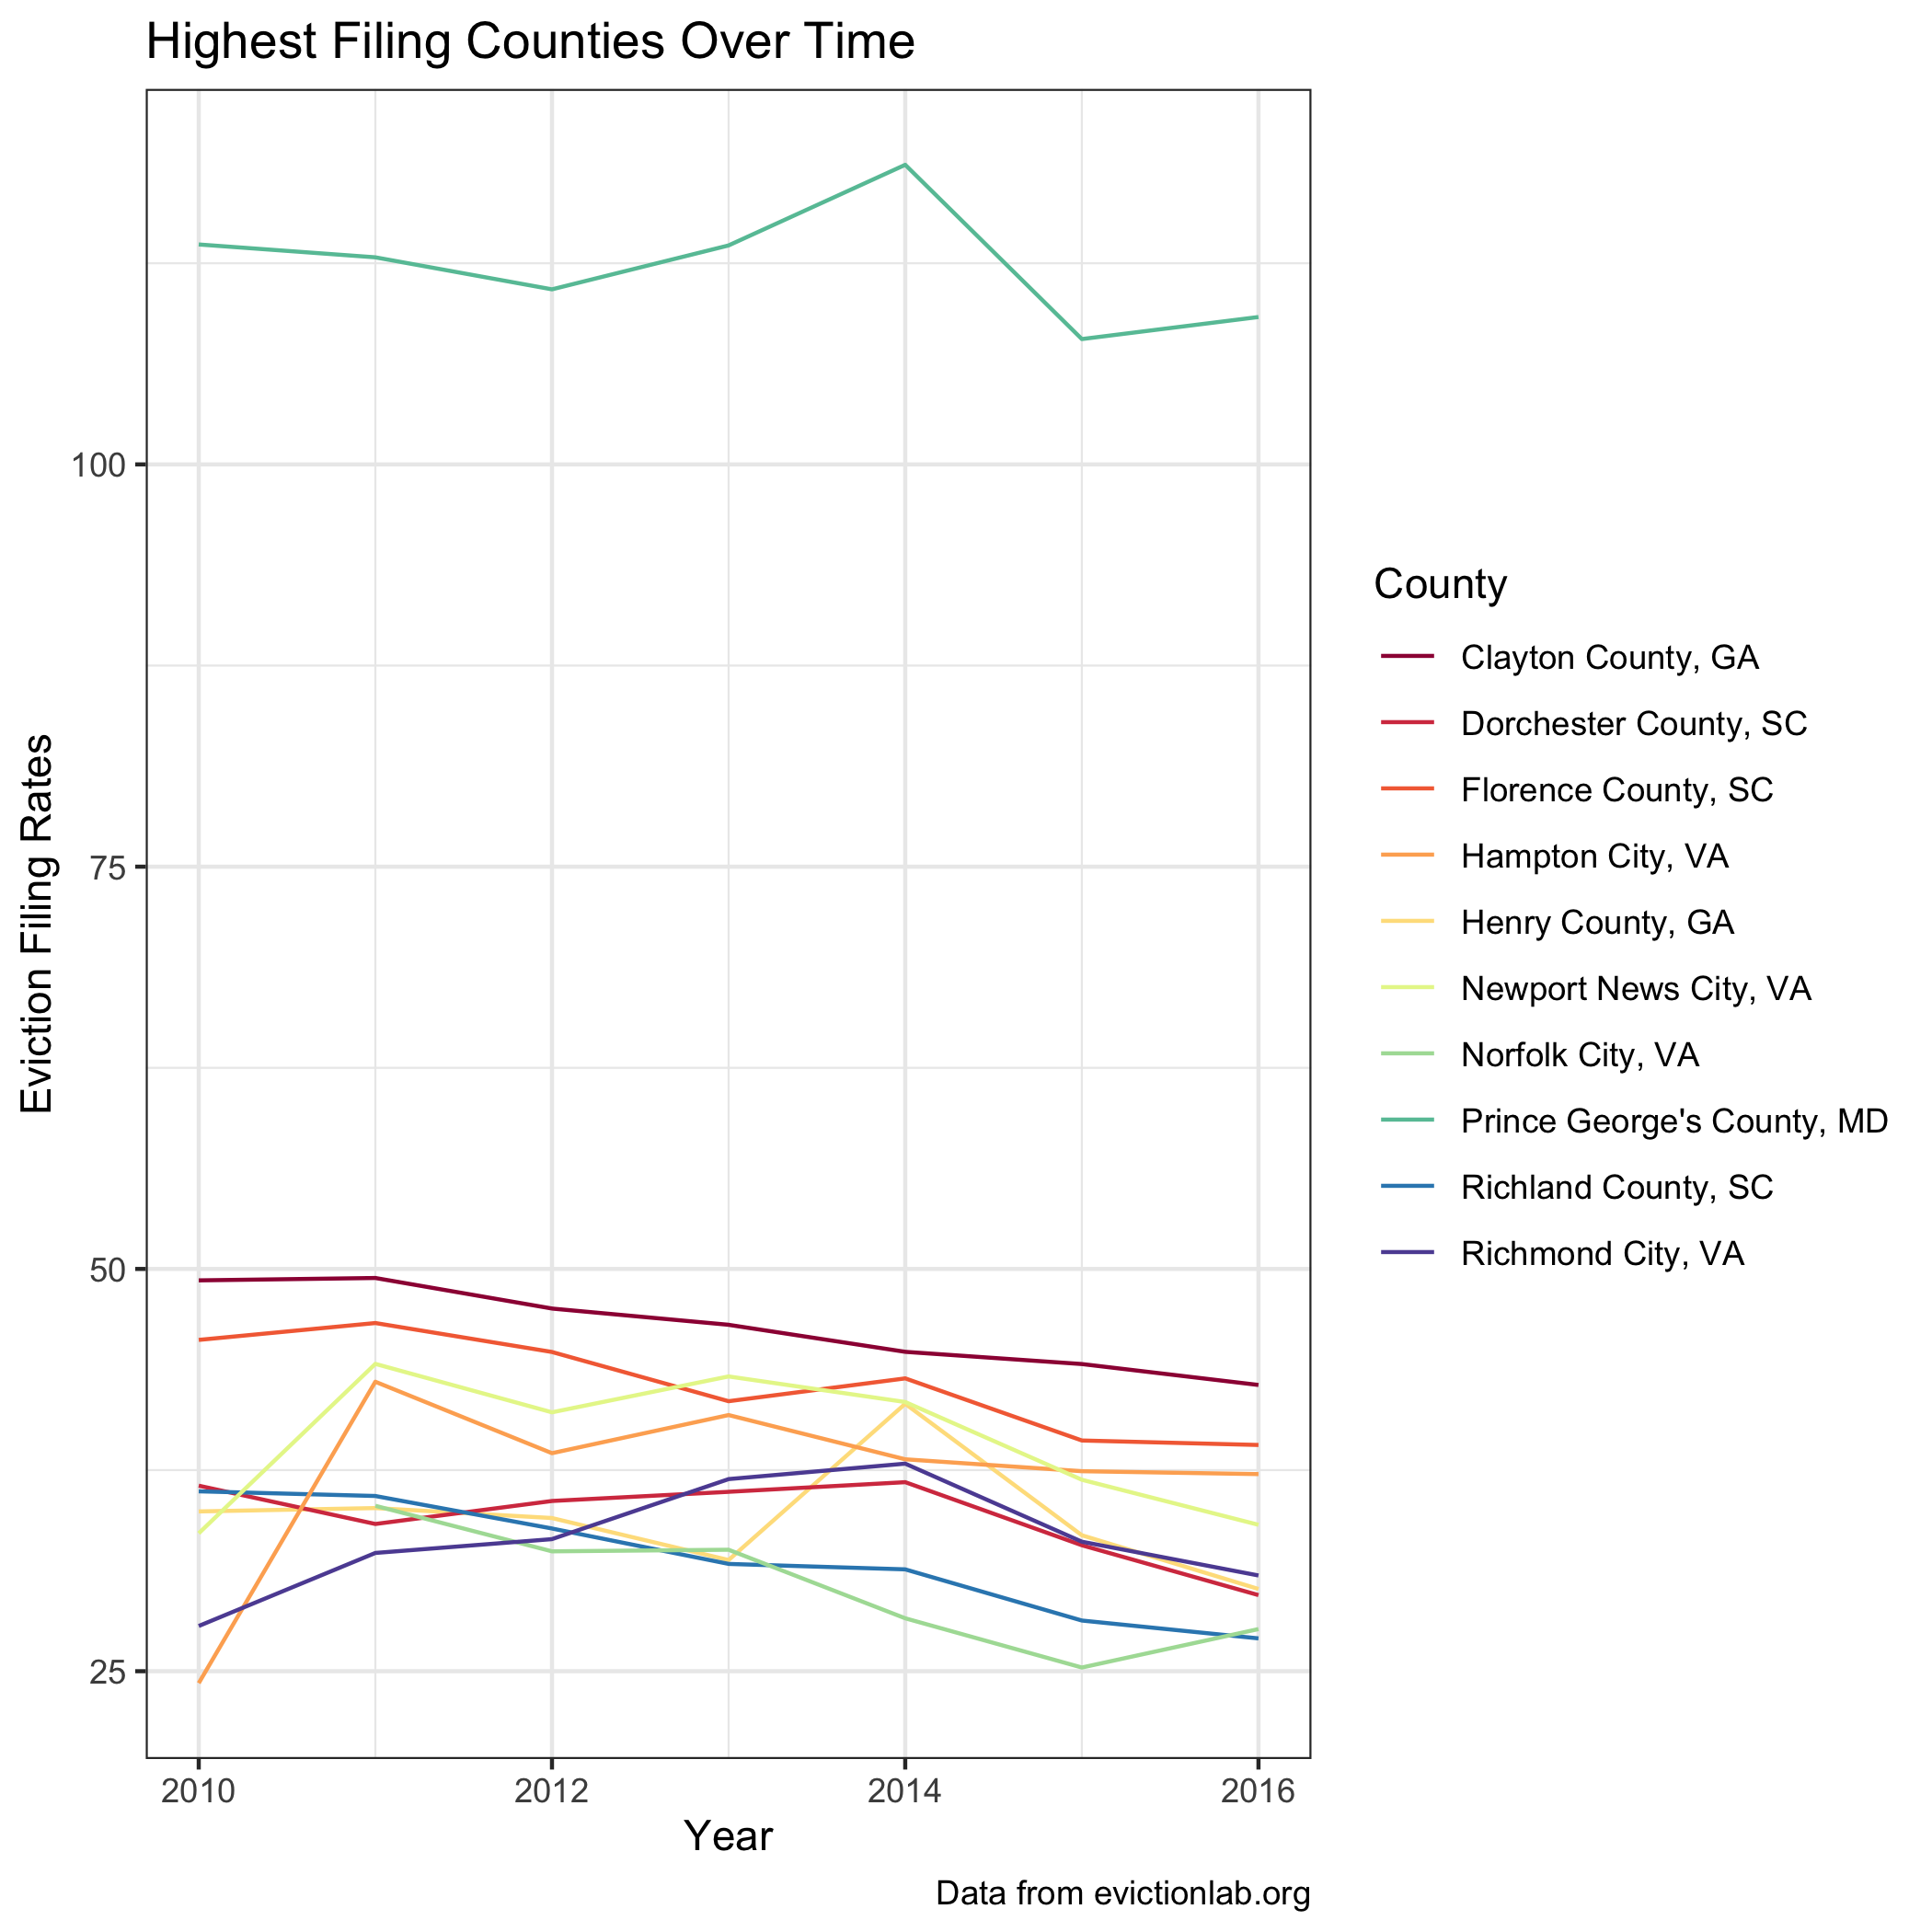 Highest Filing Counties Over Time
Eviction Filing Rates
100
75
50
25
2010 2012 2014 2016
Year
County
Clayton County, GA
Dorchester County, SC
Florence County, SC
Hampton City, VA
Henry County, GA
Newport News City, VA
Norfolk City, VA
Prince George's County, MD
Richland County, SC
Richmond City, VA
Data from evictionlab.org